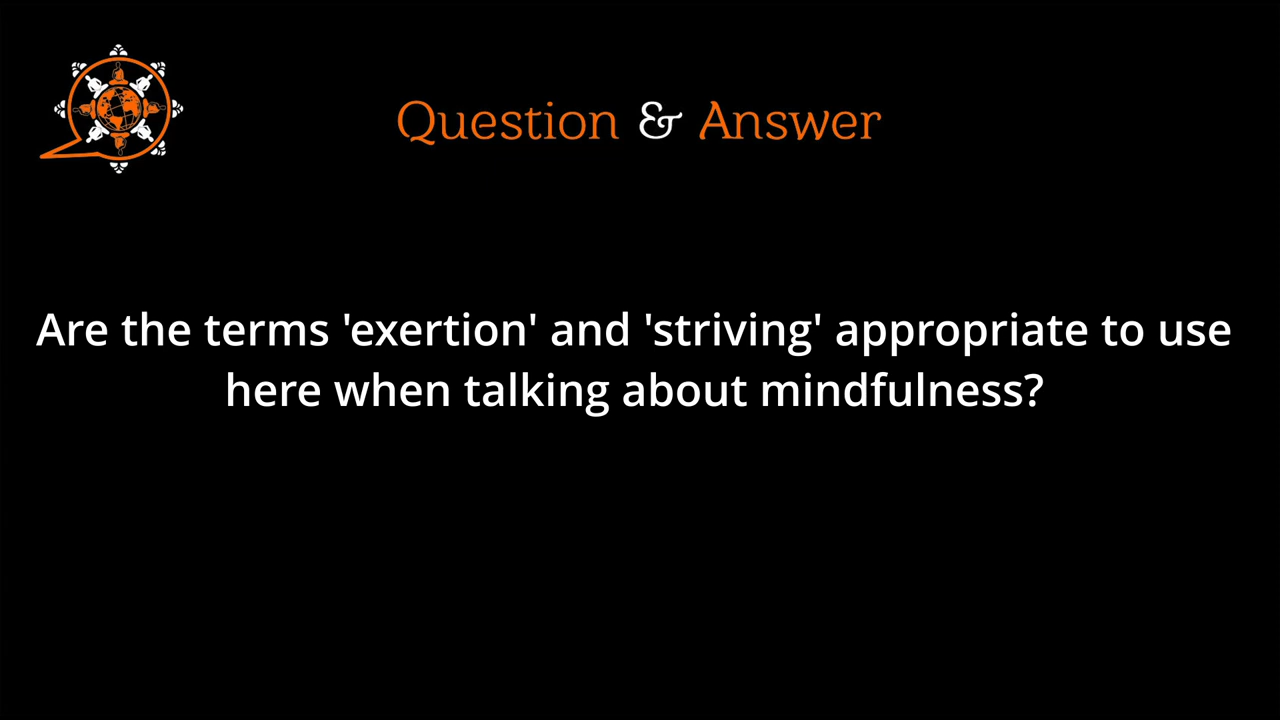 Question & Answer
Are the terms 'exertion' and 'striving' appropriate to use
here when talking about mindfulness?